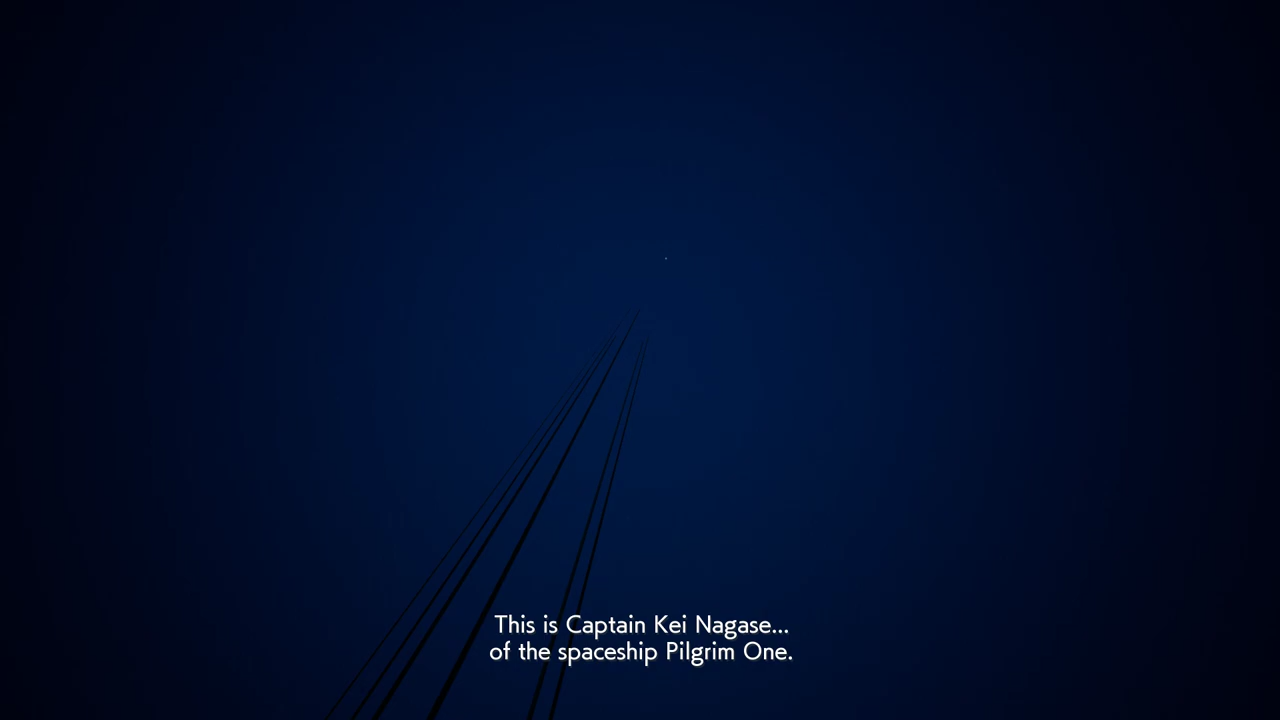 This is Captain Kei Nagase...
of the spaceship Pilgrim One.